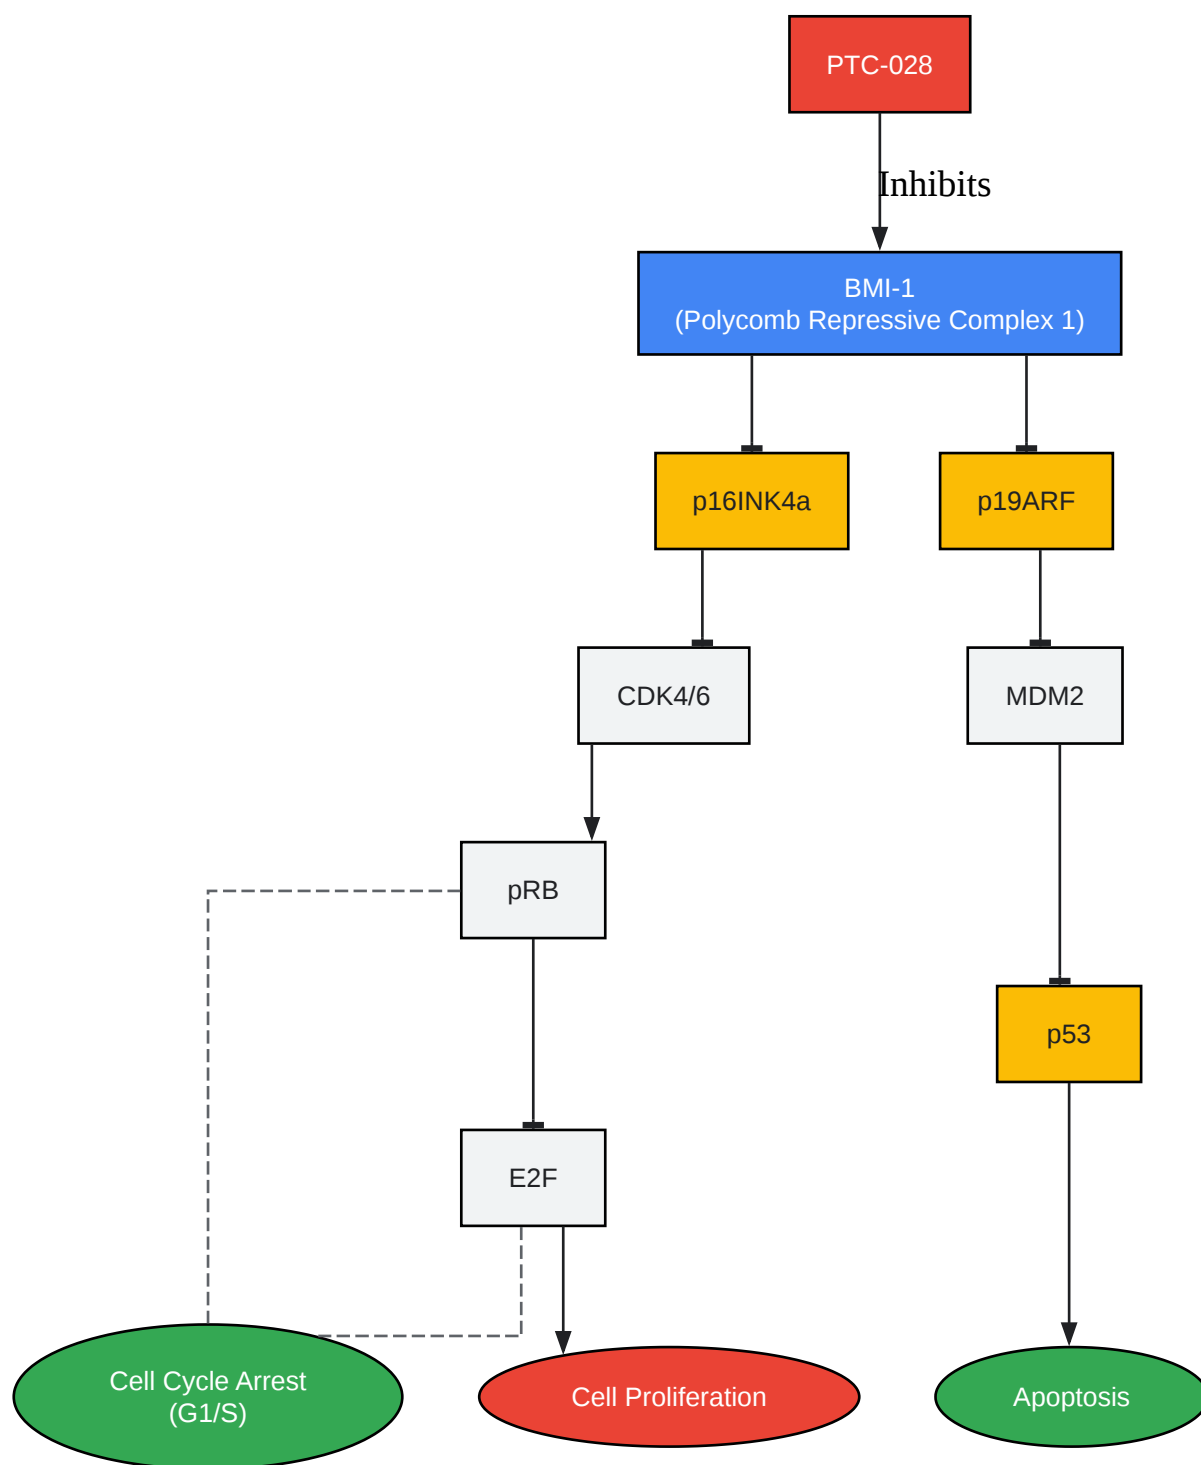 PTC-028
Inhibits
BMI-1
(Polycomb Repressive Complex 1)
p16INK4a
p19ARF
CDK4/6
MDM2
pRB
p53
E2F
Cell Cycle Arrest
(G1/S)
Cell Proliferation
Apoptosis